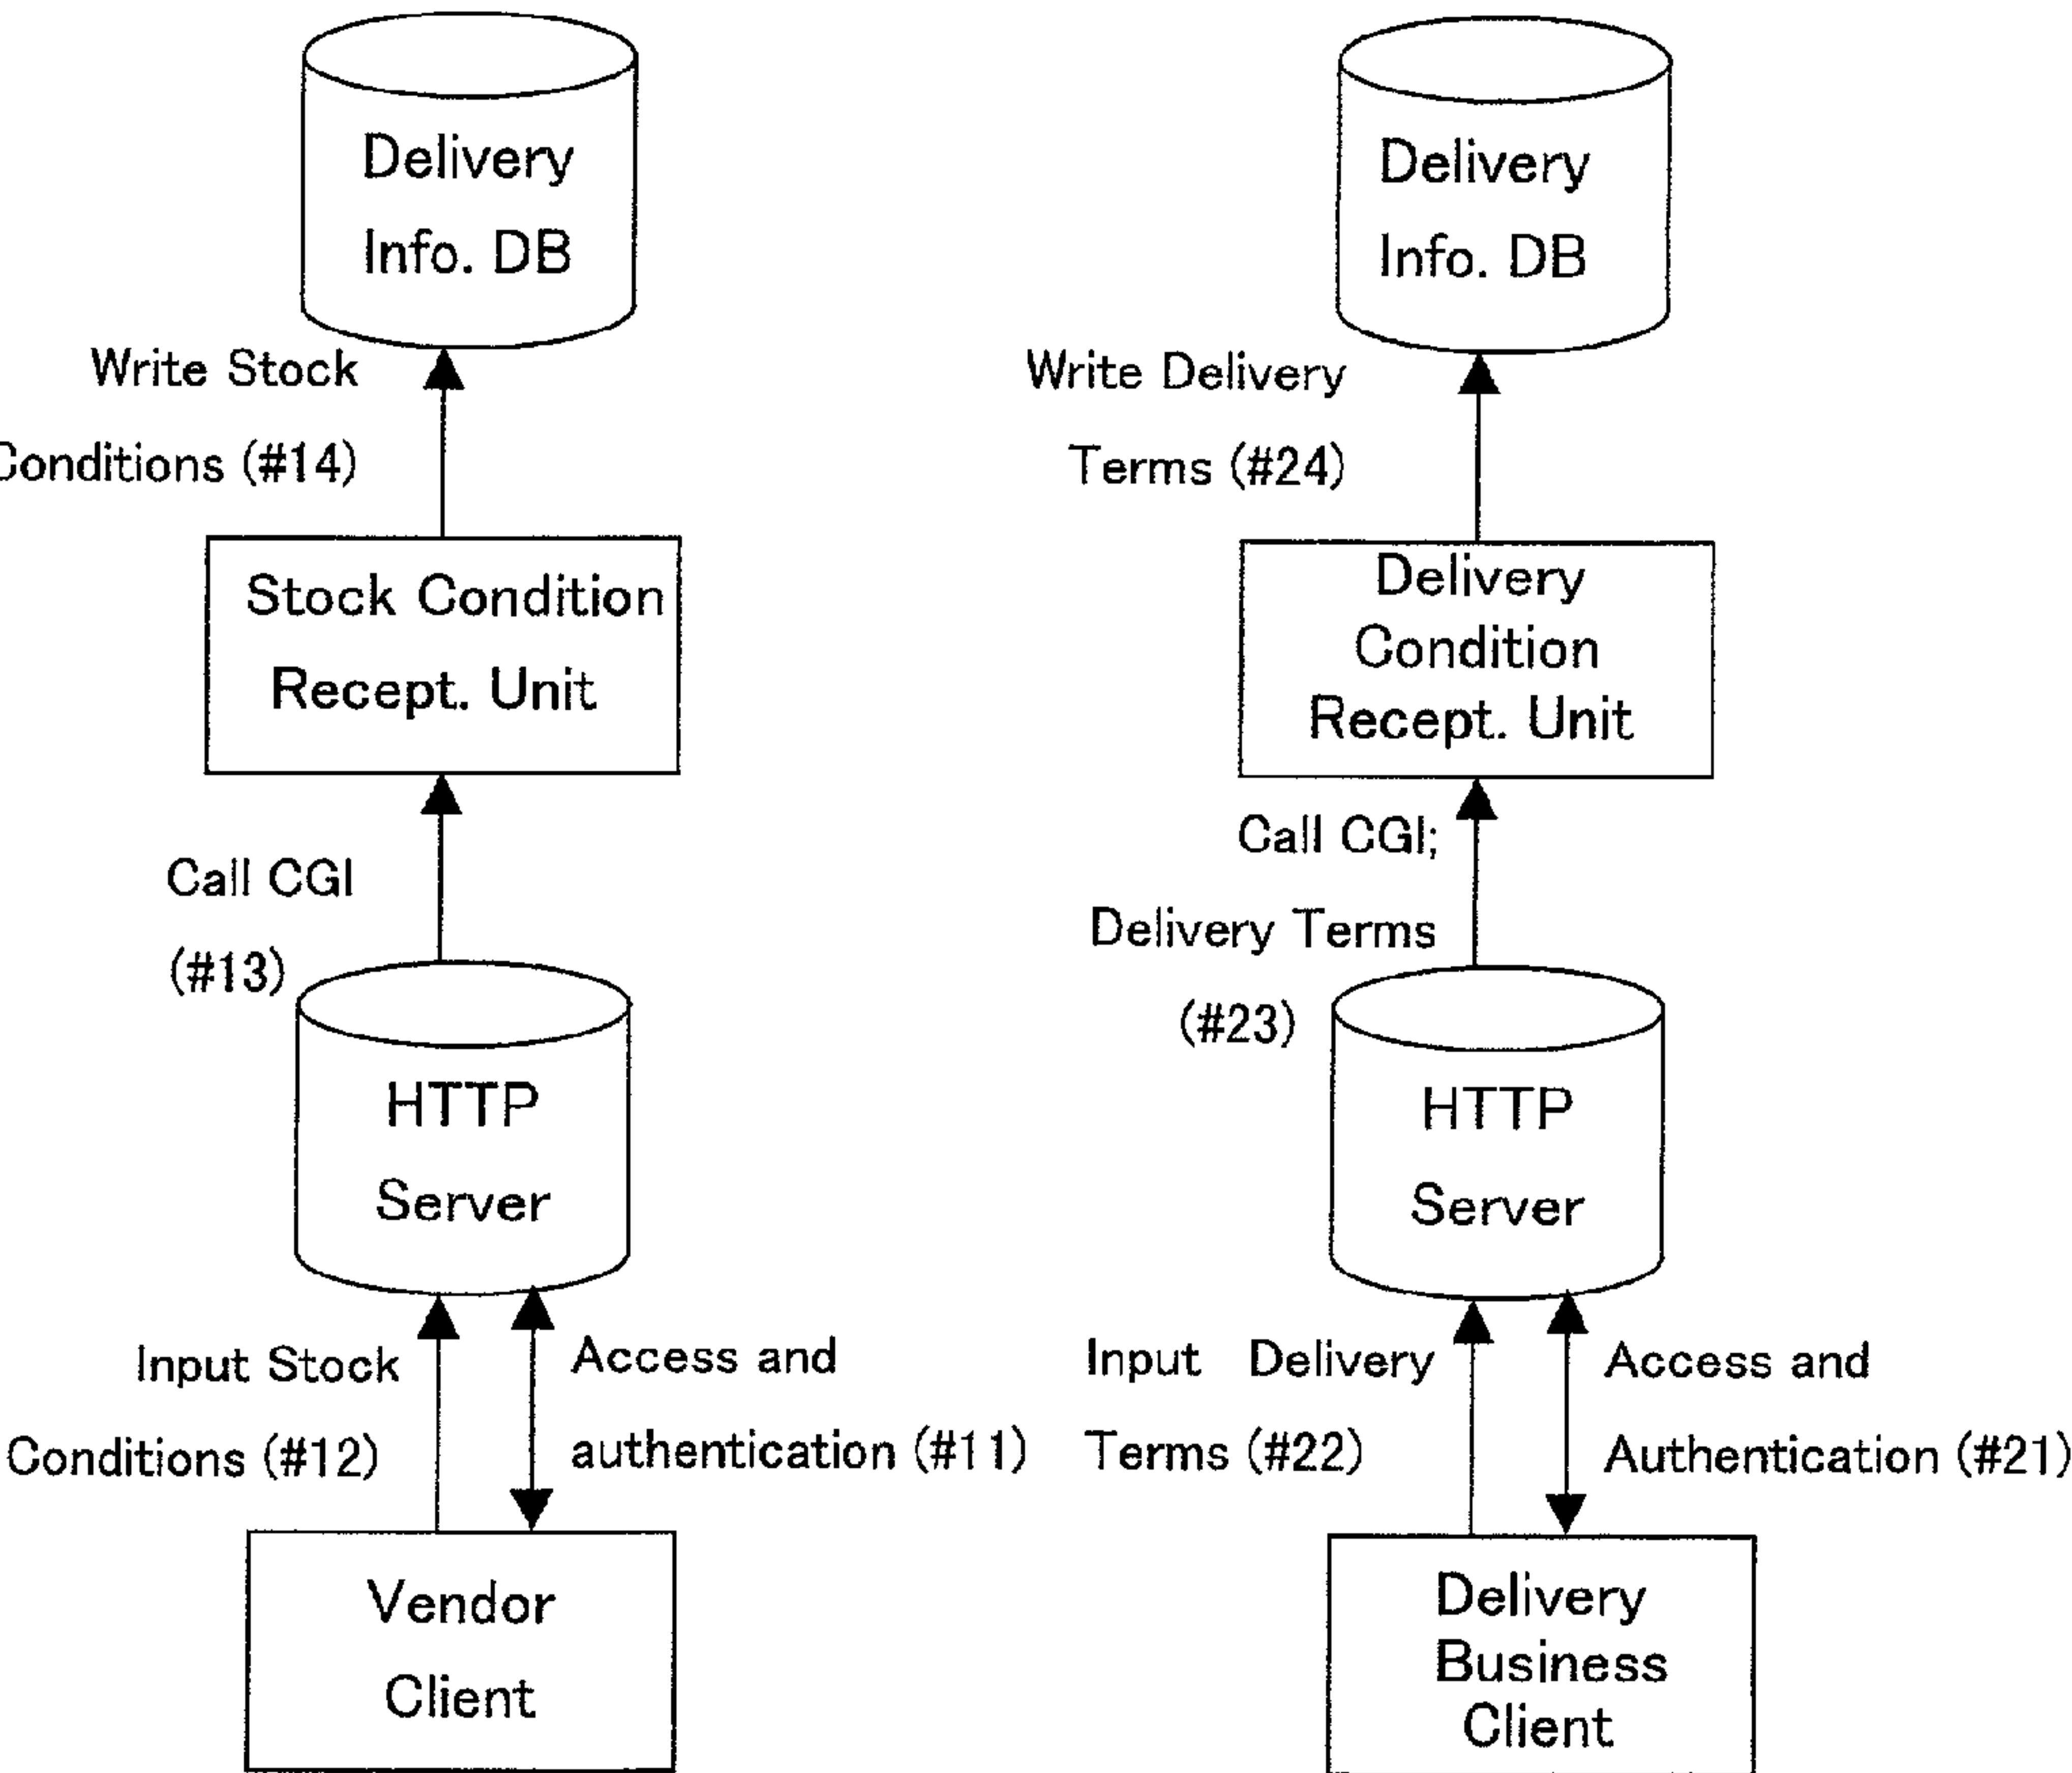 Delivery
Info. DB
Write Stock
Conditions (#14)
Stock Condition
Recept. Unit
Call CGI
(#13)
HTTP
Server
Input Stock
Conditions (#12)
Access and
authentication (#11)
Vendor
Client
Delivery
Info. DB
Write Delivery
Terms (#24)
Delivery
Condition
Recept. Unit
Call CGI;
Delivery Terms
(#23)
HTTP
Server
Input Delivery
Terms (#22)
Access and
Authentication (#21)
Delivery
Business
Client